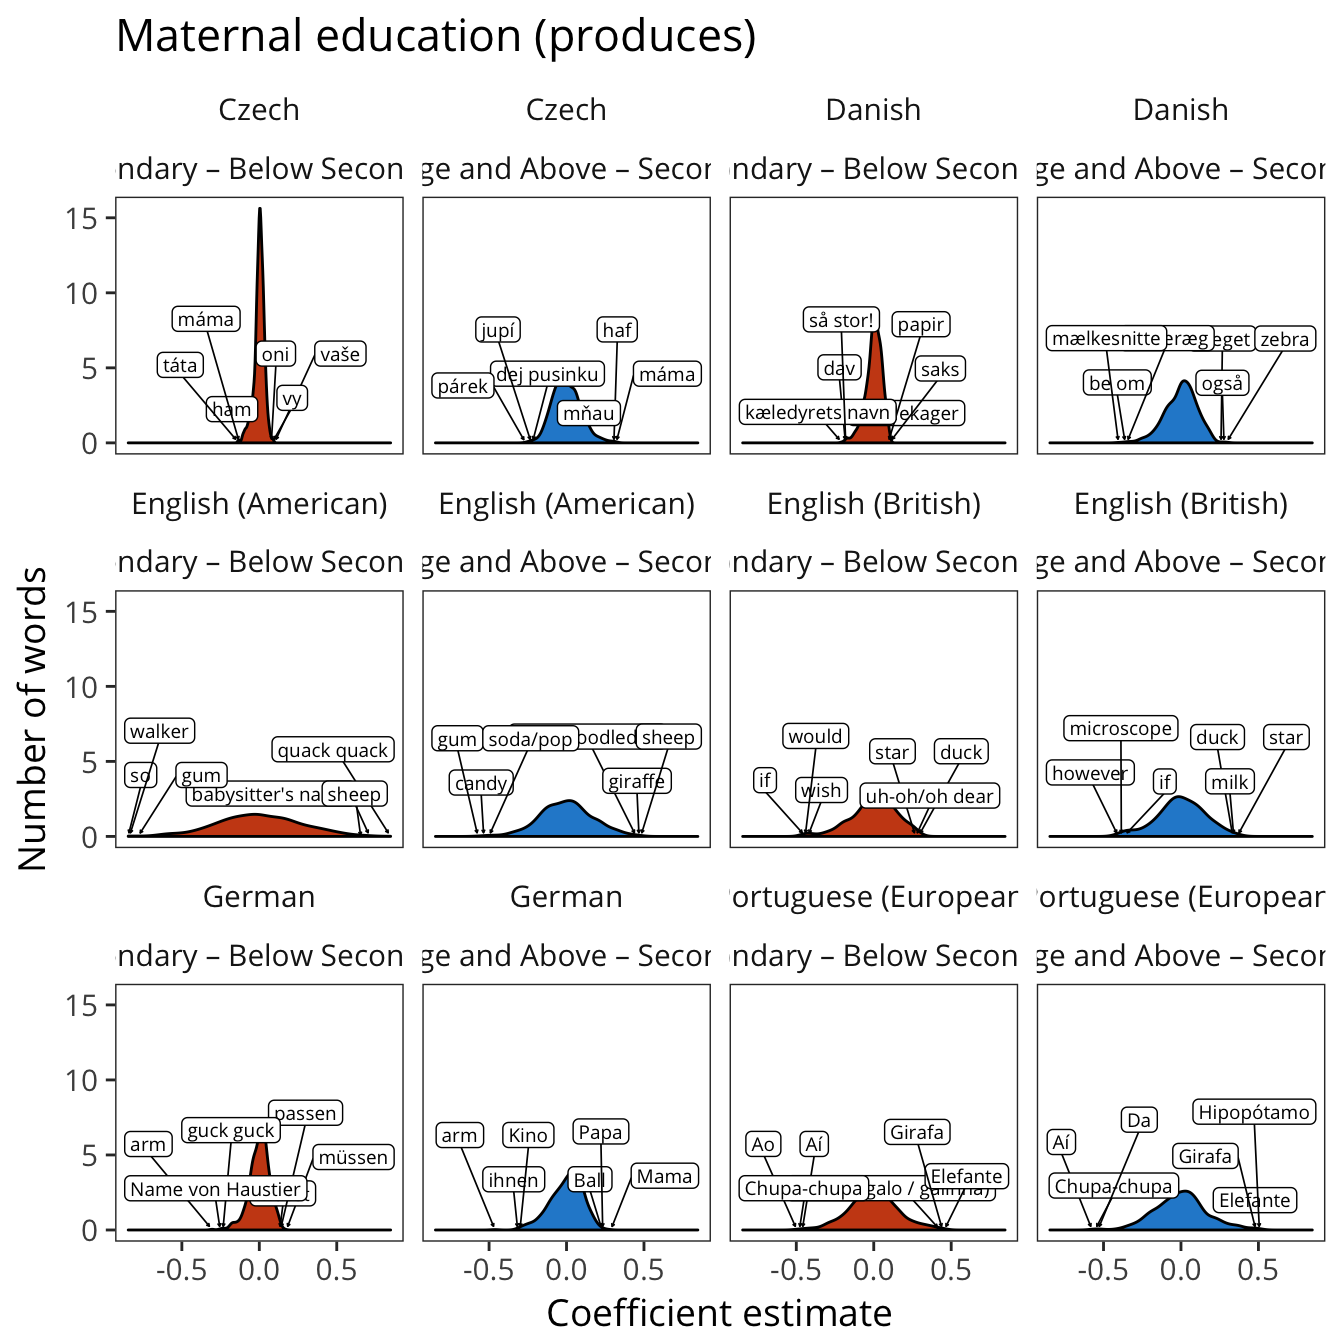 Maternal education (produces)
Czech Czech Danish Danish
ndary – Below Secon ge and Above – Secor ndary – Below Secon ge and Above – Secor
15
10
5
0
máma
táta
ham
oni
vaše
vy
jupí
haf
dej pusinku
párek
máma
mňau
så stor!
papir
dav
saks
kæledyrets navn
ekager
mælkesnitte
eræg
eget
zebra
be om
også
English (American) English (American) English (British) English (British)
ndary – Below Secon ge and Above – Secor ndary – Below Secon ge and Above – Secor
15
10
5
0
walker
so
gum
quack quack
babysitter's na
sheep
gum
soda/pop
oodled
sheep
candy
giraffe
would
star
duck
if
wish
uh-oh/oh dear
microscope
duck
star
however
if
milk
Number of words
German German ortuguese (European ortuguese (European
ndary – Below Secon ge and Above – Secor ndary – Below Secon ge and Above – Secor
15
10
5
0
passen
guck guck
arm
müssen
Name von Haustier
arm
Kino
Papa
ihnen
Ball
Mama
Ao
Aí
Girafa
Elefante
Chupa-chupa
galo / galinha)
Hipopótamo
Da
Aí
Girafa
Chupa-chupa
Elefante
-0.5 0.0 0.5 -0.5 0.0 0.5 -0.5 0.0 0.5 -0.5 0.0 0.5
Coefficient estimate